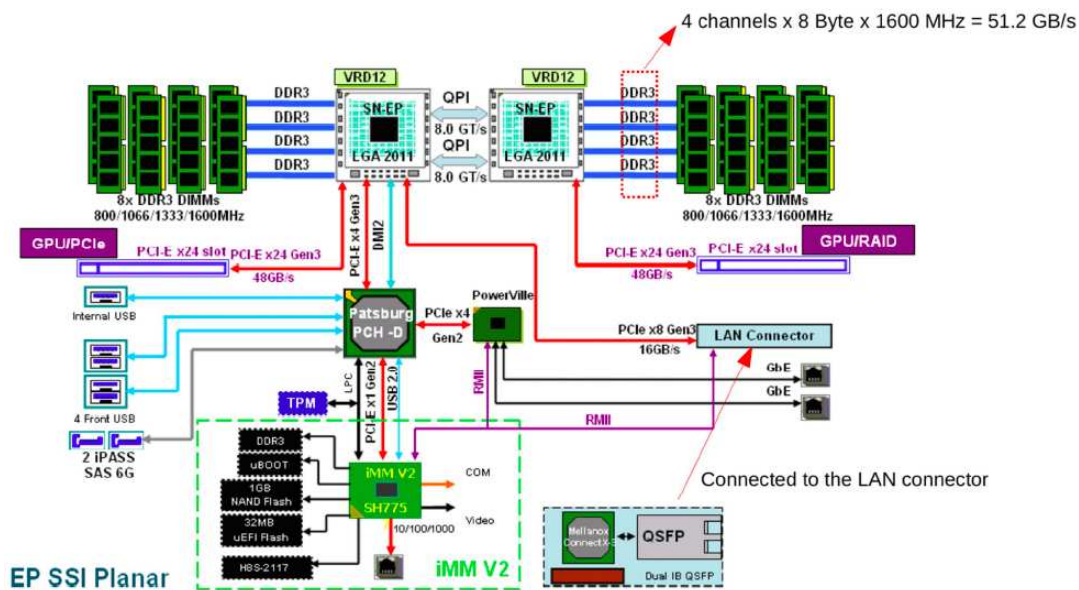 4 channels x 8 Byte x 1600 MHz = 51.2 GB/s
VRD12
VRD12
DDR3
DDR3
DDR3
DDR3
SN-EP
LGA 2011
QPI
8.0 GT/s
QPI
8.0 GT/s
SN-EP
LGA 2011
DDR3
DDR3
DDR3
DDR3
8x DDR3 DIMMs
800/1066/1333/1600MHz
8x DDR3 DIMMs
800/1066/1333/1600MHz
GPU/PCIe
PCI-E x24 slot
PCI-E x24 Gen3
48GB/s
PCI-E x4 Gen3
DMI2
PCI-E x24 Gen3
48GB/s
PCI-E x24 slot
GPU/RAID
Internal USB
4 Front USB
2 iPASS
SAS 6G
Patsburg
PCH -D
PCIe x4
Gen2
PowerVille
PCIe x8 Gen3
16GB/s
LAN Connector
GbE
GbE
RMII
RMII
TPM
LPC
PCI-E x1 Gen2
USB 2.0
DDR3
uBOOT
1GB
NAND Flash
32MB
uEFI Flash
H8S-2117
iMM V2
SH775
COM
Video
10/100/1000
iMM V2
EP SSI Planar
Connected to the LAN connector
Mellanox
ConnectX-3
QSFP
Dual IB QSFP